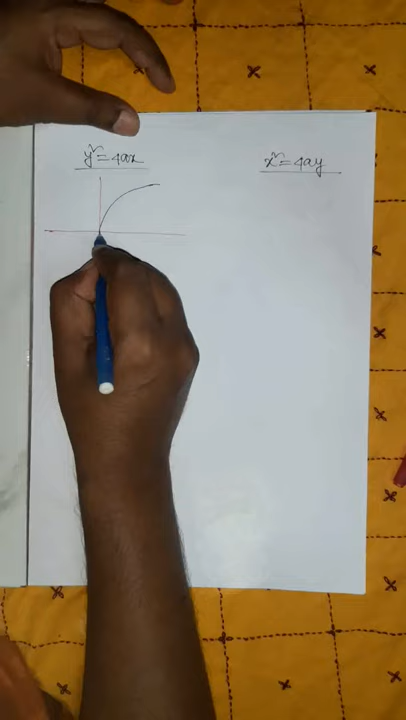 y² = 4ax
x² = 4ay